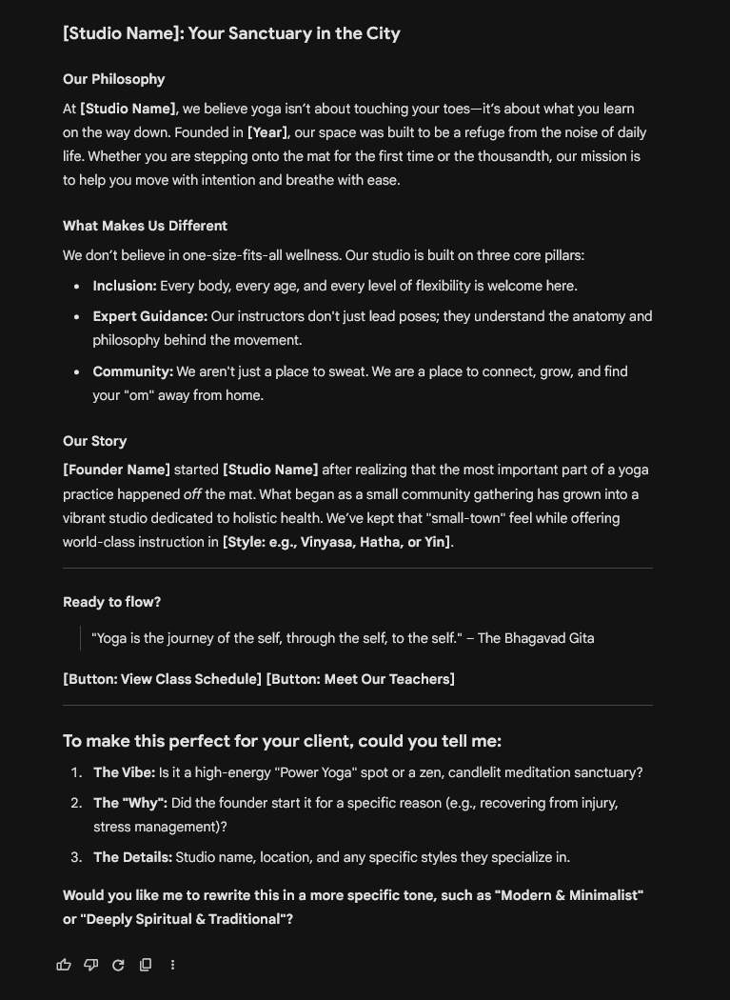 [Studio Name]: Your Sanctuary in the City
Our Philosophy
At [Studio Name], we believe yoga isn’t about touching your toes—it’s about what you learn
on the way down. Founded in [Year], our space was built to be a refuge from the noise of daily
life. Whether you are stepping onto the mat for the first time or the thousandth, our mission is
to help you move with intention and breathe with ease.
What Makes Us Different
We don’t believe in one-size-fits-all wellness. Our studio is built on three core pillars:
• Inclusion: Every body, every age, and every level of flexibility is welcome here.
• Expert Guidance: Our instructors don't just lead poses; they understand the anatomy and
philosophy behind the movement.
• Community: We aren't just a place to sweat. We are a place to connect, grow, and find
your "om" away from home.
Our Story
[Founder Name] started [Studio Name] after realizing that the most important part of a yoga
practice happened off the mat. What began as a small community gathering has grown into a
vibrant studio dedicated to holistic health. We’ve kept that "small-town" feel while offering
world-class instruction in [Style: e.g., Vinyasa, Hatha, or Yin].
Ready to flow?
"Yoga is the journey of the self, through the self, to the self." – The Bhagavad Gita
[Button: View Class Schedule] [Button: Meet Our Teachers]
To make this perfect for your client, could you tell me:
1. The Vibe: Is it a high-energy "Power Yoga" spot or a zen, candlelit meditation sanctuary?
2. The "Why": Did the founder start it for a specific reason (e.g., recovering from injury,
stress management)?
3. The Details: Studio name, location, and any specific styles they specialize in.
Would you like me to rewrite this in a more specific tone, such as "Modern & Minimalist"
or "Deeply Spiritual & Traditional"?